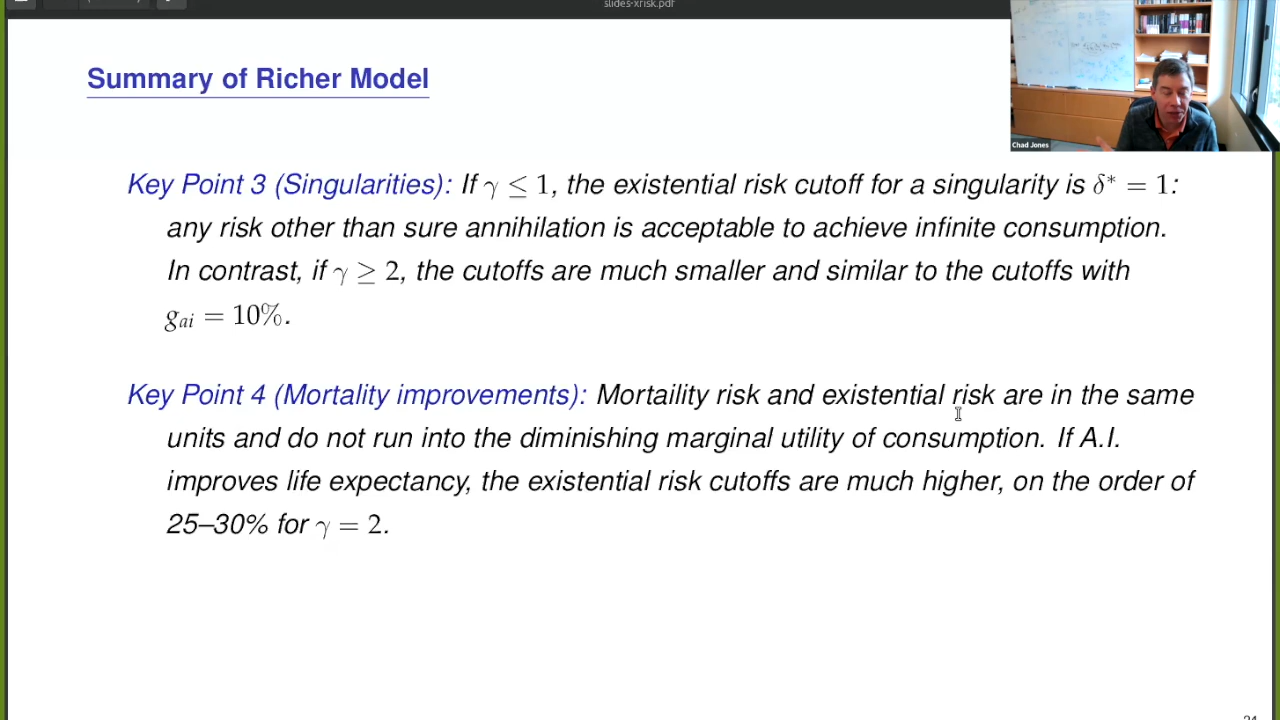 slides-xrisk.pdf
Summary of Richer Model
Chad Jones
Key Point 3 (Singularities): If γ ≤ 1, the existential risk cutoff for a singularity is δ* = 1:
any risk other than sure annihilation is acceptable to achieve infinite consumption.
In contrast, if γ ≥ 2, the cutoffs are much smaller and similar to the cutoffs with
g_ai = 10%.
Key Point 4 (Mortality improvements): Mortaility risk and existential risk are in the same
units and do not run into the diminishing marginal utility of consumption. If A.I.
improves life expectancy, the existential risk cutoffs are much higher, on the order of
25–30% for γ = 2.